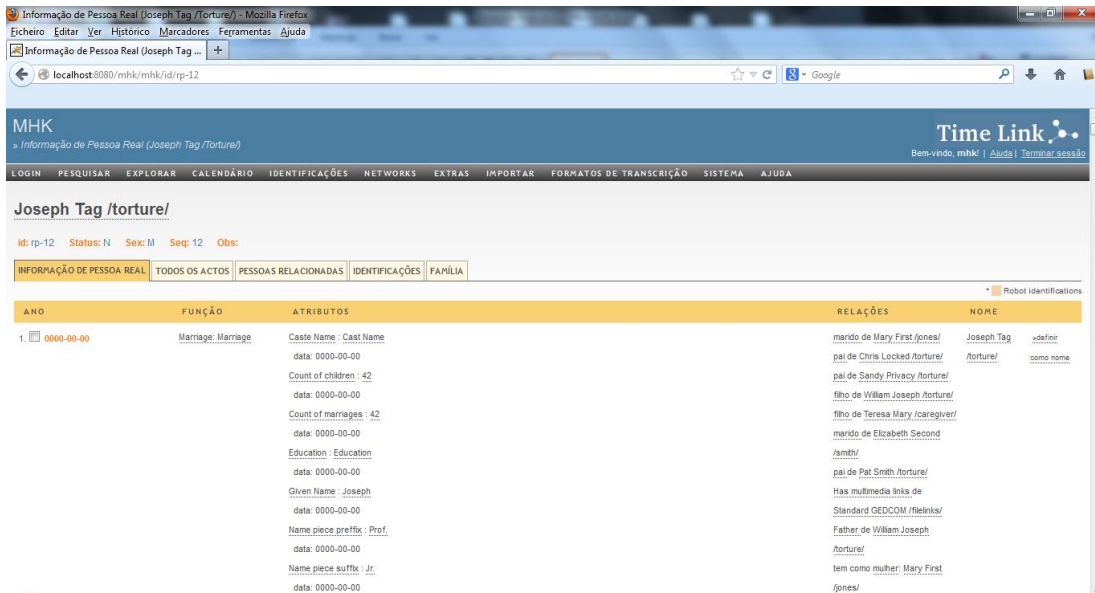 Informação de Pessoa Real (Joseph Tag /Torture/) - Mozilla Firefox
Ficheiro Editar Ver Histórico Marcadores Ferramentas Ajuda
Informação de Pessoa Real (Joseph Tag ... +
localhost:8080/mhk/mhk/id/rp-12
Google
MHK
» Informação de Pessoa Real (Joseph Tag /Torture/)
Time Link
Bem-vindo, mhk! | Ajuda | Terminar sessão
LOGIN PESQUISAR EXPLORAR CALENDÁRIO IDENTIFICAÇÕES NETWORKS EXTRAS IMPORTAR FORMATOS DE TRANSCRIÇÃO SISTEMA AJUDA
Joseph Tag /torture/
id: rp-12 Status: N Sex: M Seq: 12 Obs:
INFORMAÇÃO DE PESSOA REAL TODOS OS ACTOS PESSOAS RELACIONADAS IDENTIFICAÇÕES FAMÍLIA
* Robot identifications
ANO FUNÇÃO ATRIBUTOS RELAÇÕES NOME
1. 0000-00-00 Marriage: Marriage Caste Name : Cast Name marido de Mary First /jones/ Joseph Tag »definir
data: 0000-00-00 pai de Chris Locked /torture/ /torture/ como nome
Count of children : 42 pai de Sandy Privacy /torture/
data: 0000-00-00 filho de William Joseph /torture/
Count of marriages : 42 filho de Teresa Mary /caregiver/
data: 0000-00-00 marido de Elizabeth Second
Education : Education /smith/
data: 0000-00-00 pai de Pat Smith /torture/
Given Name : Joseph Has multimedia links de
data: 0000-00-00 Standard GEDCOM /filelinks/
Name piece preffix : Prof. Father de William Joseph
data: 0000-00-00 /torture/
Name piece suffix : Jr. tem como mulher: Mary First
data: 0000-00-00 /jones/